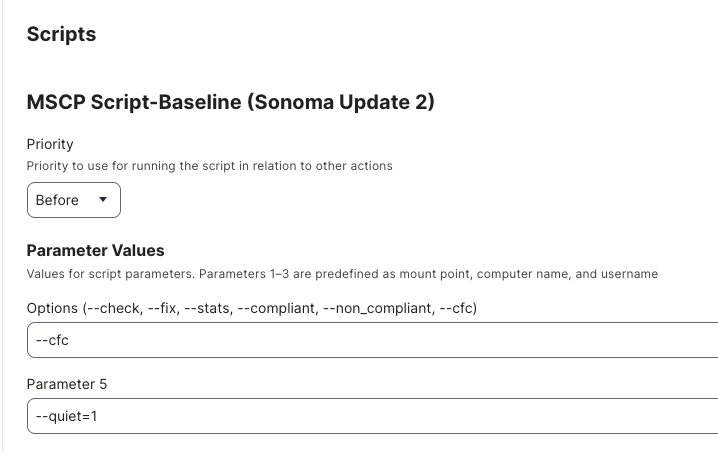 Scripts
MSCP Script-Baseline (Sonoma Update 2)
Priority
Priority to use for running the script in relation to other actions
Before
Parameter Values
Values for script parameters. Parameters 1–3 are predefined as mount point, computer name, and username
Options (--check, --fix, --stats, --compliant, --non_compliant, --cfc)
--cfc
Parameter 5
--quiet=1